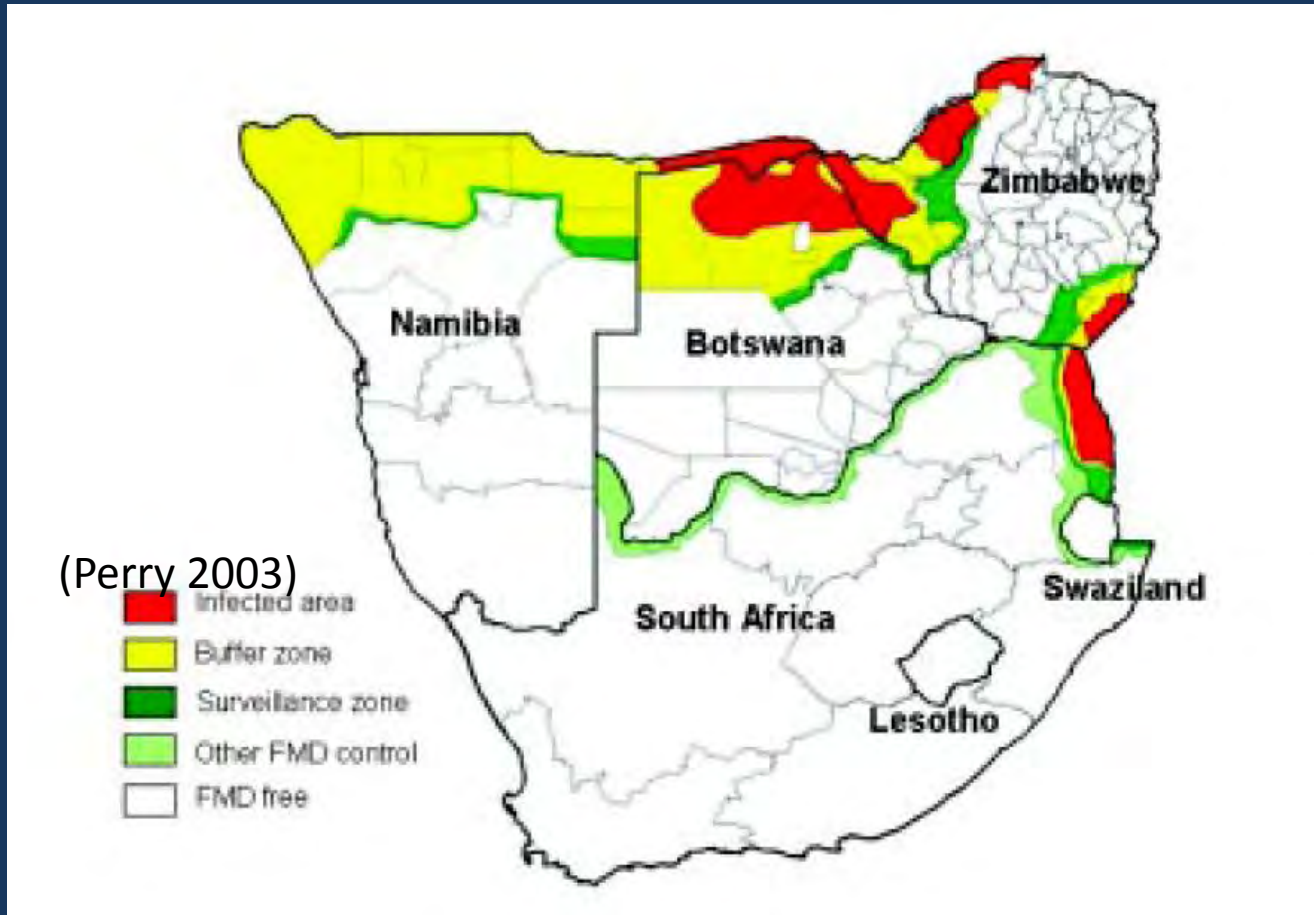 Zimbabwe
Namibia
Botswana
(Perry 2003)
Infected area
Swaziland
South Africa
Buffer zone
Surveillance zone
Lesotho
Other FMD control
FMD free